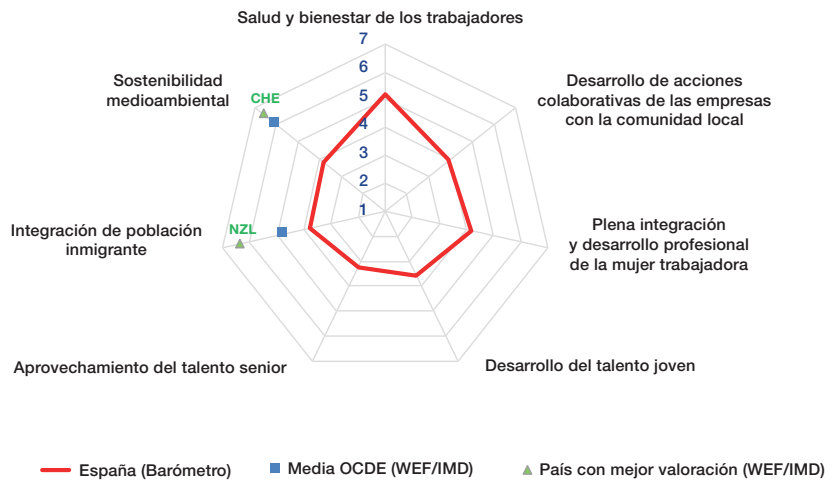 Salud y bienestar de los trabajadores
7
6
5
4
3
2
1
Desarrollo de acciones
colaborativas de las empresas
con la comunidad local
Plena integración
y desarrollo profesional
de la mujer trabajadora
Desarrollo del talento joven
Aprovechamiento del talento senior
Integración de población
inmigrante
NZL
Sostenibilidad
medioambiental
CHE
España (Barómetro)
Media OCDE (WEF/IMD)
País con mejor valoración (WEF/IMD)